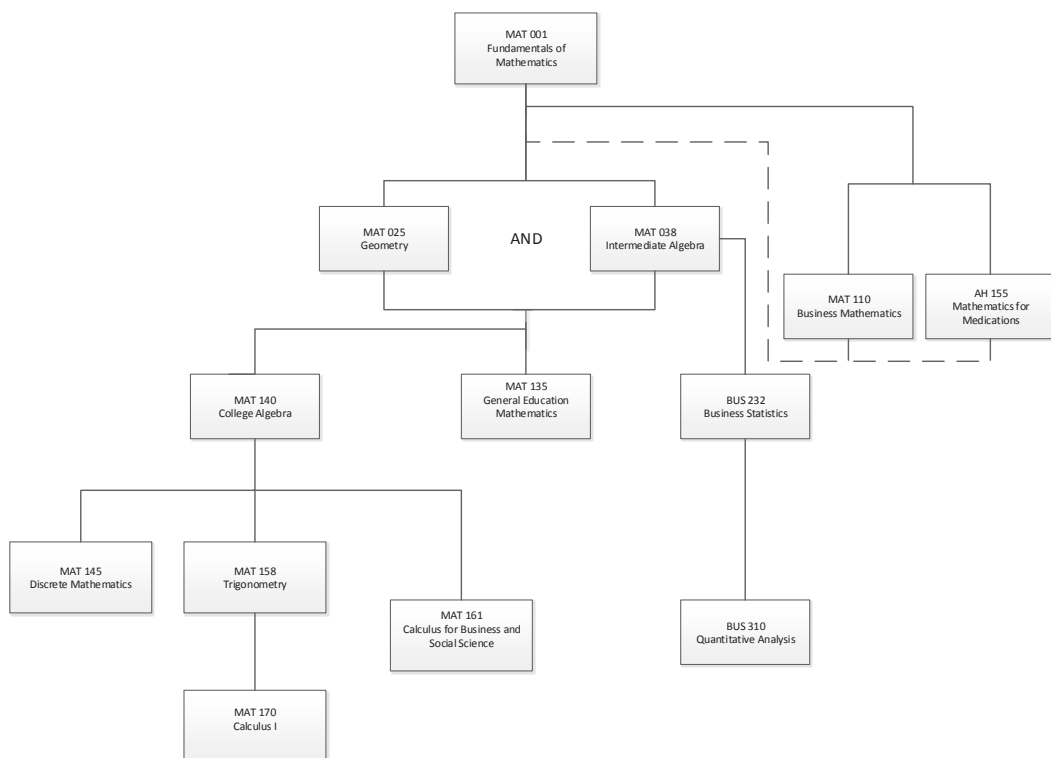 MAT 001
Fundamentals of
Mathematics
MAT 025
Geometry
AND
MAT 038
Intermediate Algebra
MAT 110
Business Mathematics
AH 155
Mathematics for
Medications
MAT 140
College Algebra
MAT 135
General Education
Mathematics
BUS 232
Business Statistics
MAT 145
Discrete Mathematics
MAT 158
Trigonometry
MAT 161
Calculus for Business and
Social Science
BUS 310
Quantitative Analysis
MAT 170
Calculus I